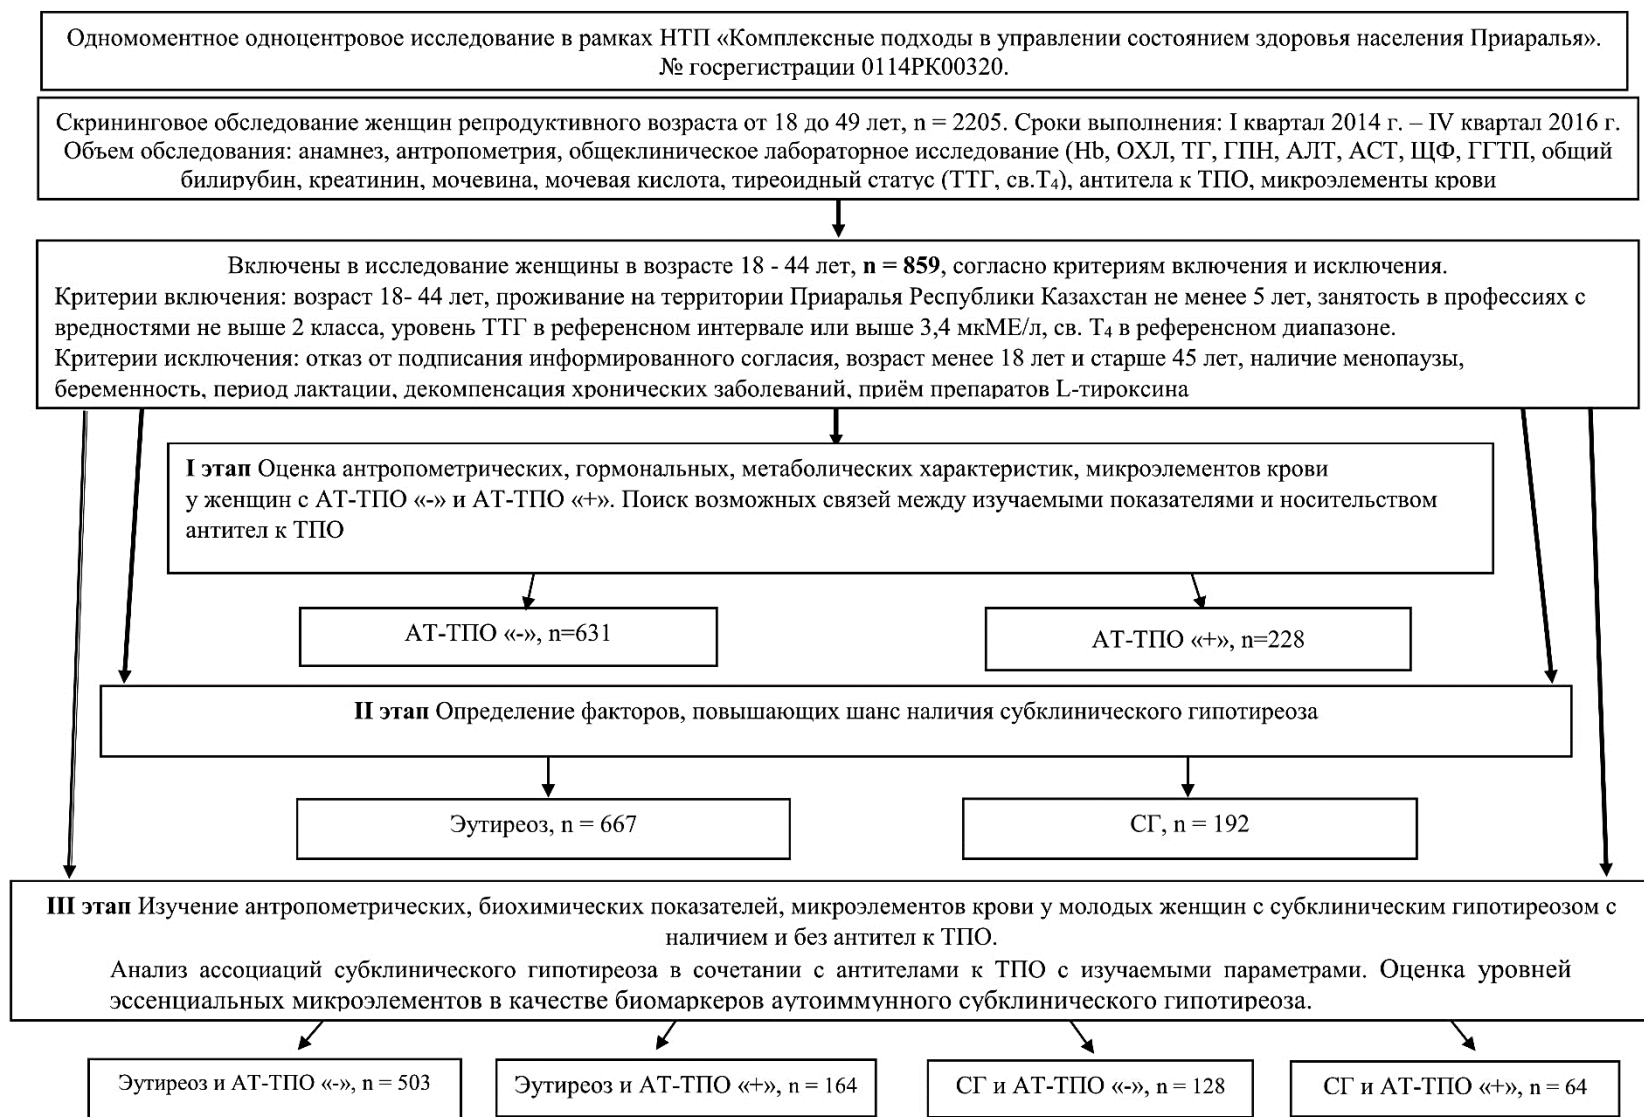 Одномоментное одноцентровое исследование в рамках НТП «Комплексные подходы в управлении состоянием здоровья населения Приаралья».
№ госрегистрации 0114РК00320.
Скрининговое обследование женщин репродуктивного возраста от 18 до 49 лет, n = 2205. Сроки выполнения: I квартал 2014 г. – IV квартал 2016 г.
Объем обследования: анамнез, антропометрия, общеклиническое лабораторное исследование (Hb, ОХЛ, ТГ, ГПН, АЛТ, АСТ, ЩФ, ГГТП, общий
билирубин, креатинин, мочевина, мочевая кислота, тиреоидный статус (ТТГ, св.Т₄), антитела к ТПО, микроэлементы крови
Включены в исследование женщины в возрасте 18 - 44 лет, n = 859, согласно критериям включения и исключения.
Критерии включения: возраст 18- 44 лет, проживание на территории Приаралья Республики Казахстан не менее 5 лет, занятость в профессиях с
вредностями не выше 2 класса, уровень ТТГ в референсном интервале или выше 3,4 мкМЕ/л, св. Т₄ в референсном диапазоне.
Критерии исключения: отказ от подписания информированного согласия, возраст менее 18 лет и старше 45 лет, наличие менопаузы,
беременность, период лактации, декомпенсация хронических заболеваний, приём препаратов L-тироксина
I этап Оценка антропометрических, гормональных, метаболических характеристик, микроэлементов крови
у женщин с АТ-ТПО «-» и АТ-ТПО «+». Поиск возможных связей между изучаемыми показателями и носительством
антител к ТПО
АТ-ТПО «-», n=631
АТ-ТПО «+», n=228
II этап Определение факторов, повышающих шанс наличия субклинического гипотиреоза
Эутиреоз, n = 667
СГ, n = 192
III этап Изучение антропометрических, биохимических показателей, микроэлементов крови у молодых женщин с субклиническим гипотиреозом с
наличием и без антител к ТПО.
Анализ ассоциаций субклинического гипотиреоза в сочетании с антителами к ТПО с изучаемыми параметрами. Оценка уровней
эссенциальных микроэлементов в качестве биомаркеров аутоиммунного субклинического гипотиреоза.
Эутиреоз и АТ-ТПО «-», n = 503
Эутиреоз и АТ-ТПО «+», n = 164
СГ и АТ-ТПО «-», n = 128
СГ и АТ-ТПО «+», n = 64